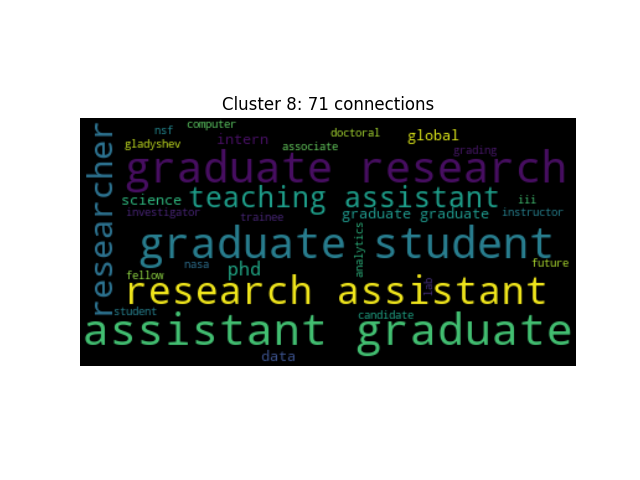 Cluster 8: 71 connections
computer
nsf
doctoral
global
intern
gladyshev
associate
grading
researcher
graduate research
science
teaching assistant
iii
investigator
trainee
graduate graduate
instructor
analytics
graduate student
nasa
phd
future
fellow
research assistant
lab
student
candidate
assistant graduate
data